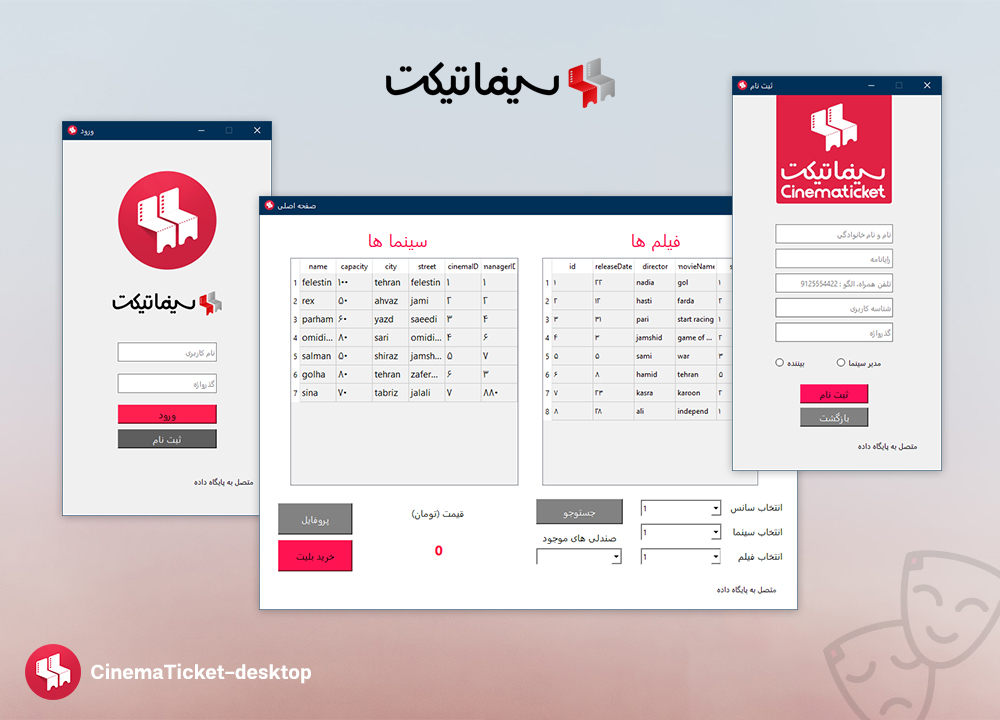 سینماتیکت
ورود
سینماتیکت
نام کاربری
گذرواژه
ورود
ثبت نام
متصل به پایگاه داده
صفحه اصلی
سینما ها
name capacity city street cinemaID managerID
1 felestin ۱۰۰ tehran felestin ۱ ۱
2 rex ۵۰ ahvaz jami ۲ ۲
3 parham ۶۰ yazd saeedi ۳ ۴
4 omidi... ۸۰ sari omidi... ۴ ۶
5 salman ۵۰ shiraz jamsh... ۵ ۷
6 golha ۸۰ tehran zafer... ۶ ۳
7 sina ۷۰ tabriz jalali ۷ ۸۸۰
فیلم ها
id releaseDate director movieName s
1 ۱ ۲۲ nadia gol ۱
2 ۲ ۱۲ hasti farda ۲
3 ۳ ۳۱ pari start racing ۱
4 ۴ ۳ jamshid game of ... ۲
5 ۵ ۵ sami war ۳
6 ۶ ۸ hamid tehran ۵
7 ۷ ۲۳ kasra karoon ۲
8 ۸ ۲۸ ali independ ۱
پروفایل
خرید بلیت
قیمت (تومان)
0
جستوجو
صندلی های موجود
انتخاب سانس 1
انتخاب سینما 1
انتخاب فیلم 1
متصل به پایگاه داده
ثبت نام
سینماتیکت
Cinematicket
نام و نام خانوادگی
رایانامه
تلفن همراه، الگو : 9125554422
شناسه کاربری
گذرواژه
مدیر سینما
بیننده
ثبت نام
بازگشت
متصل به پایگاه داده
CinemaTicket-desktop